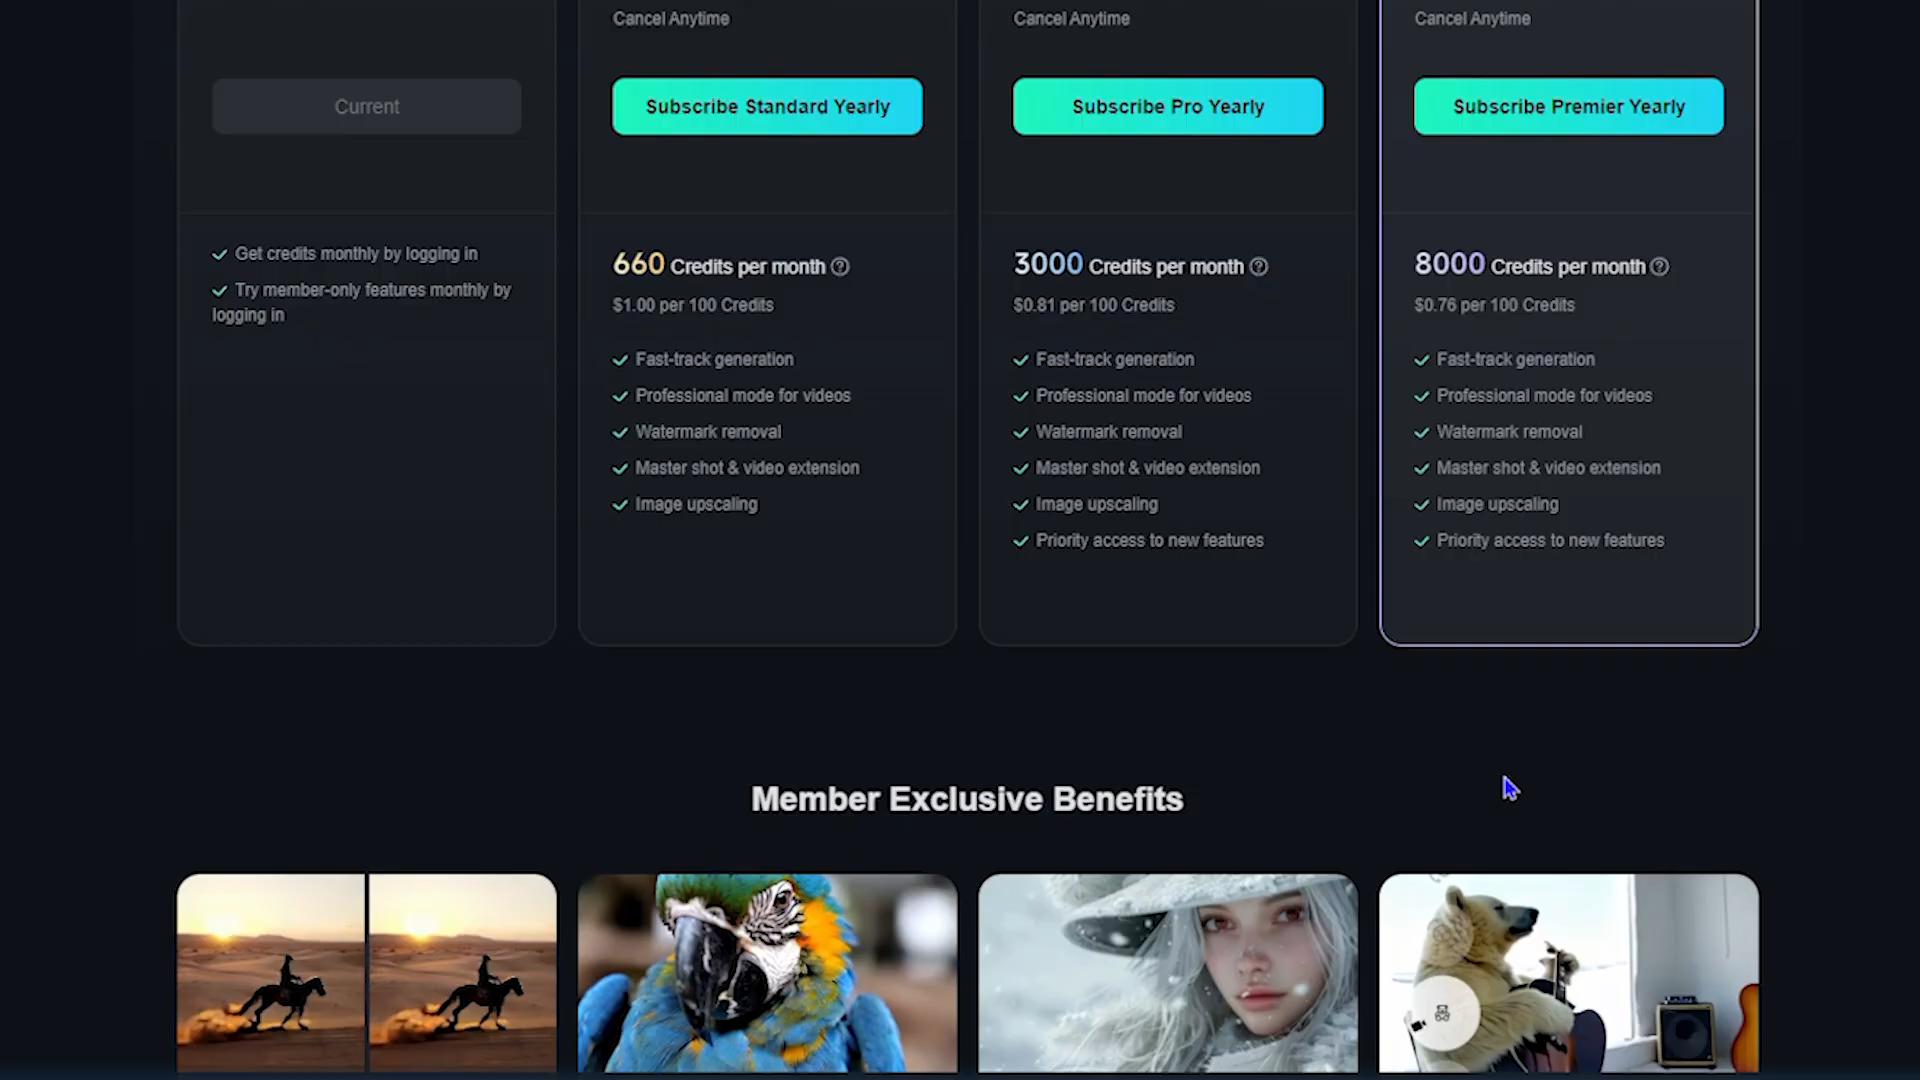 Cancel Anytime
Cancel Anytime
Cancel Anytime
Current
Subscribe Standard Yearly
Subscribe Pro Yearly
Subscribe Premier Yearly
Get credits monthly by logging in
Try member-only features monthly by
logging in
660 Credits per month
$1.00 per 100 Credits
Fast-track generation
Professional mode for videos
Watermark removal
Master shot & video extension
Image upscaling
3000 Credits per month
$0.81 per 100 Credits
Fast-track generation
Professional mode for videos
Watermark removal
Master shot & video extension
Image upscaling
Priority access to new features
8000 Credits per month
$0.76 per 100 Credits
Fast-track generation
Professional mode for videos
Watermark removal
Master shot & video extension
Image upscaling
Priority access to new features
Member Exclusive Benefits